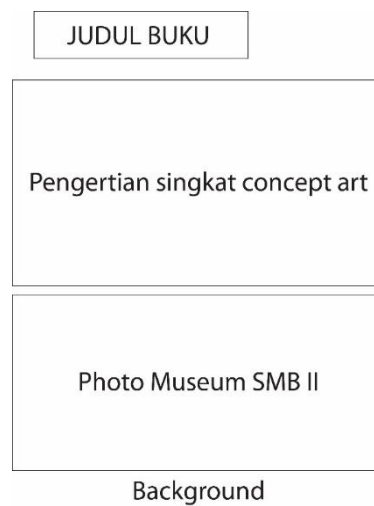 JUDUL BUKU
Pengertian singkat concept art
Photo Museum SMB II
Background